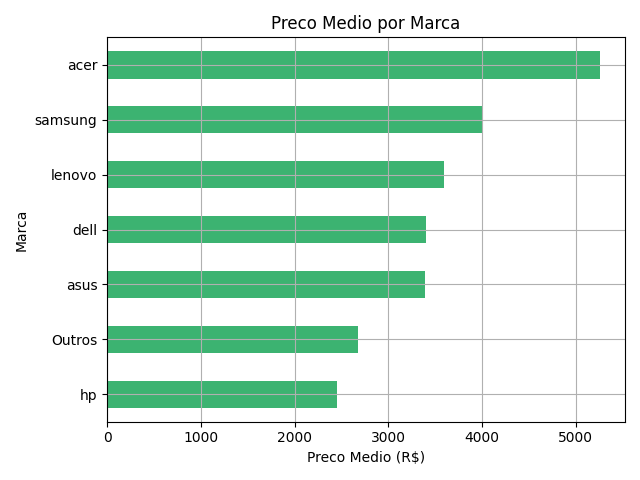 Preco Medio por Marca
acer
samsung
lenovo
dell
asus
Outros
hp
Marca
0 1000 2000 3000 4000 5000
Preco Medio (R$)